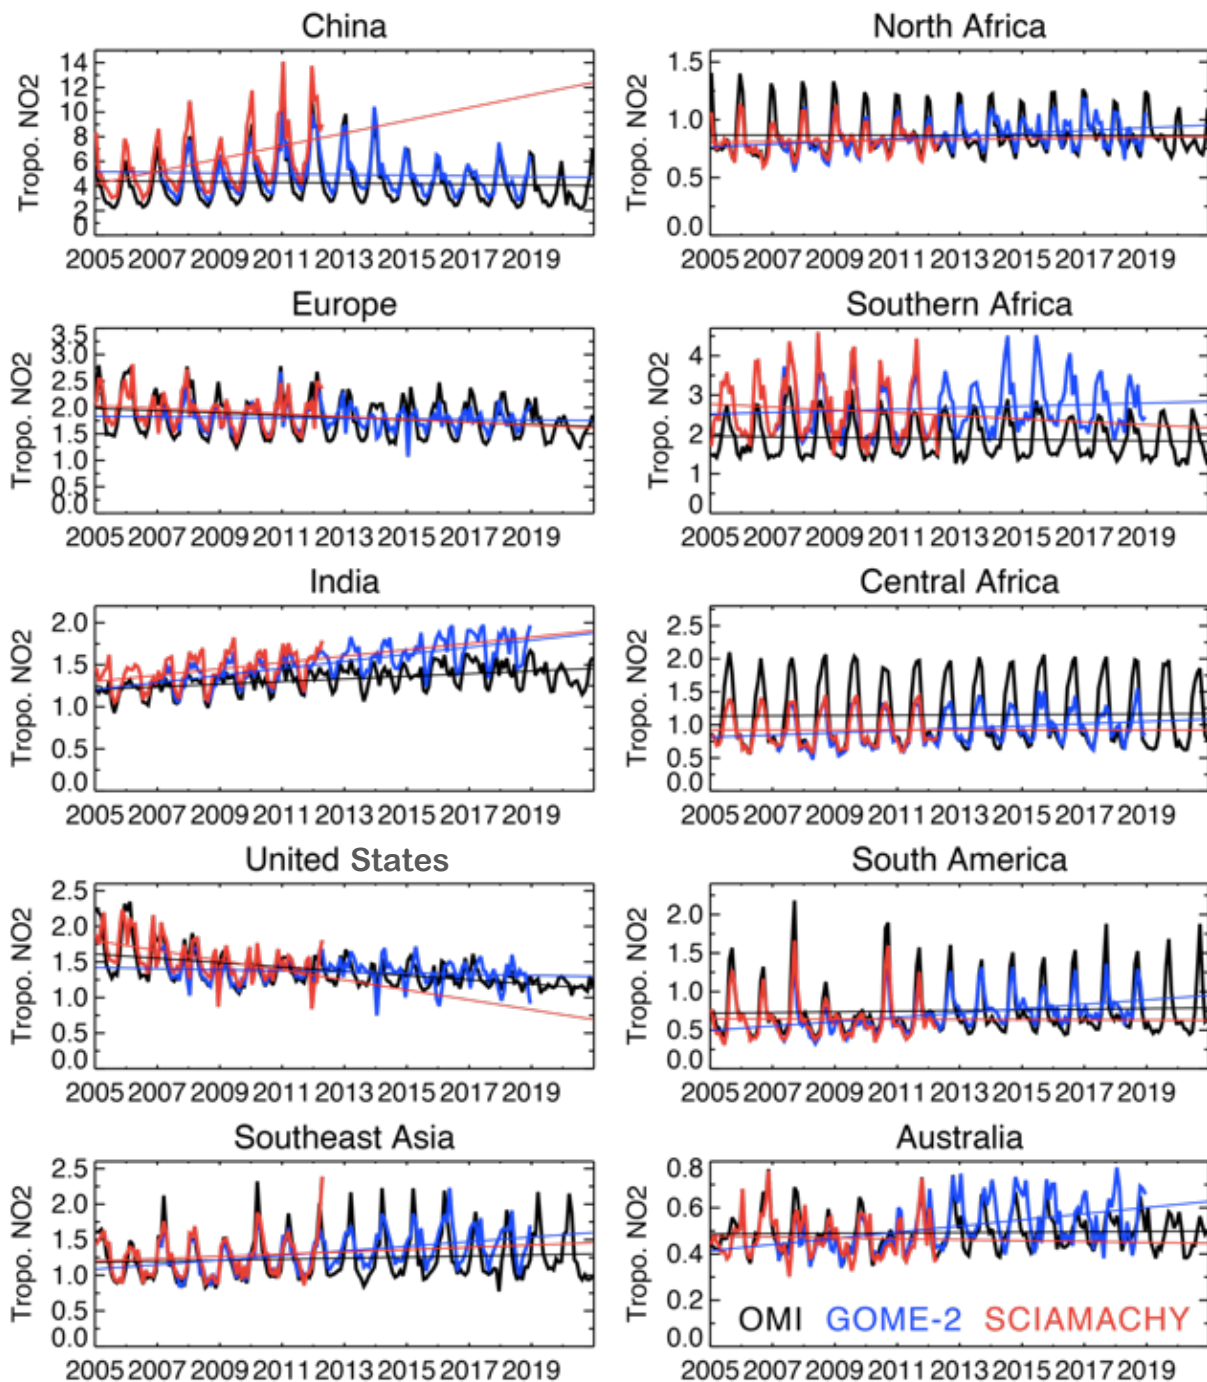 China
Tropo. NO2
14
12
10
8
6
4
2
0
2005 2007 2009 2011 2013 2015 2017 2019
North Africa
Tropo. NO2
1.5
1.0
0.5
0.0
2005 2007 2009 2011 2013 2015 2017 2019
Europe
Tropo. NO2
3.5
3.0
2.5
2.0
1.5
1.0
0.5
0.0
2005 2007 2009 2011 2013 2015 2017 2019
Southern Africa
Tropo. NO2
4
3
2
1
0
2005 2007 2009 2011 2013 2015 2017 2019
India
Tropo. NO2
2.0
1.5
1.0
0.5
0.0
2005 2007 2009 2011 2013 2015 2017 2019
Central Africa
Tropo. NO2
2.5
2.0
1.5
1.0
0.5
0.0
2005 2007 2009 2011 2013 2015 2017 2019
United States
Tropo. NO2
2.5
2.0
1.5
1.0
0.5
0.0
2005 2007 2009 2011 2013 2015 2017 2019
South America
Tropo. NO2
2.0
1.5
1.0
0.5
0.0
2005 2007 2009 2011 2013 2015 2017 2019
Southeast Asia
Tropo. NO2
2.5
2.0
1.5
1.0
0.5
0.0
2005 2007 2009 2011 2013 2015 2017 2019
Australia
Tropo. NO2
0.8
0.6
0.4
0.2
0.0
OMI GOME-2 SCIAMACHY
2005 2007 2009 2011 2013 2015 2017 2019